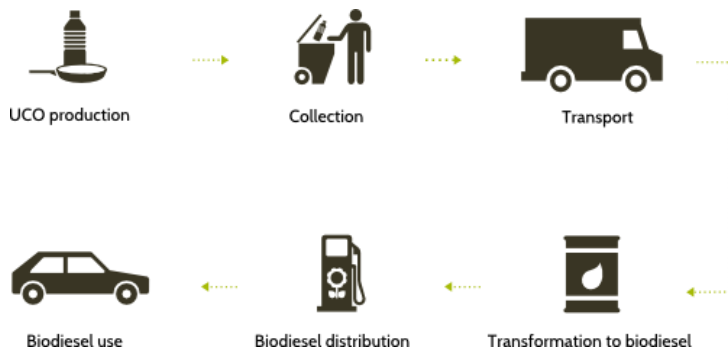 UCO production
Collection
Transport
Biodiesel use
Biodiesel distribution
Transformation to biodiesel